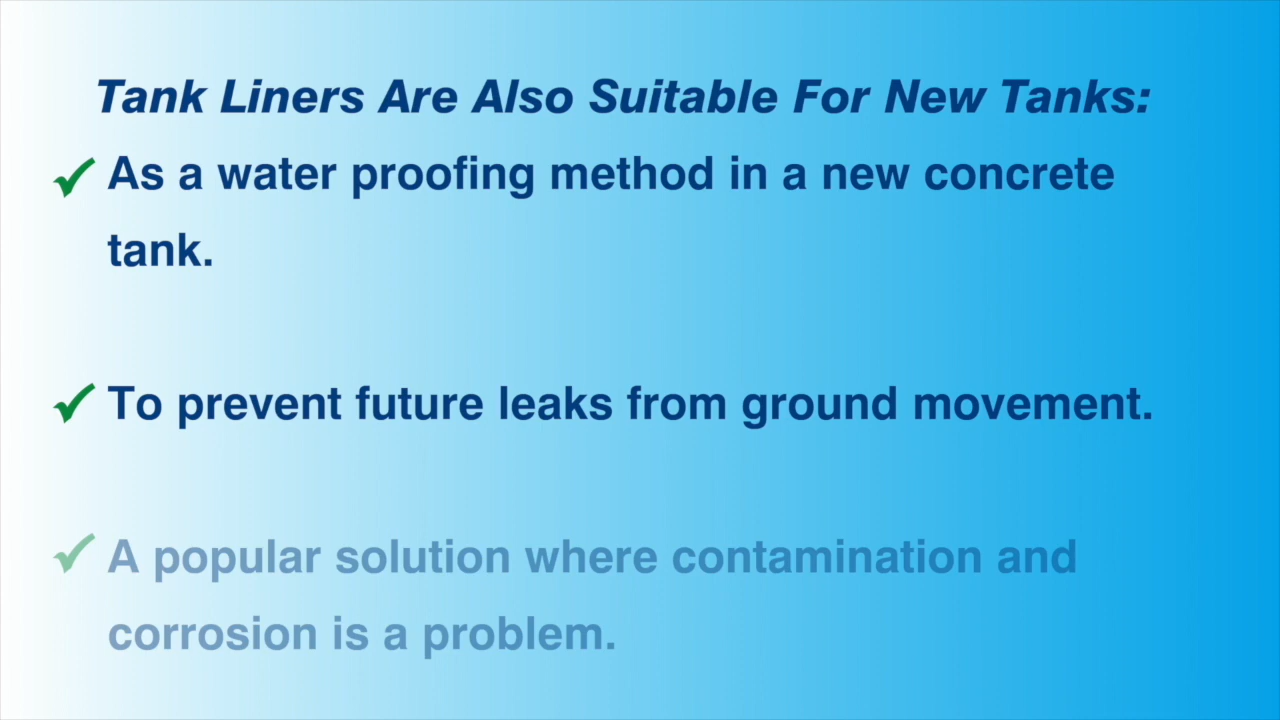 Tank Liners Are Also Suitable For New Tanks:
As a water proofing method in a new concrete
tank.
To prevent future leaks from ground movement.
A popular solution where contamination and
corrosion is a problem.